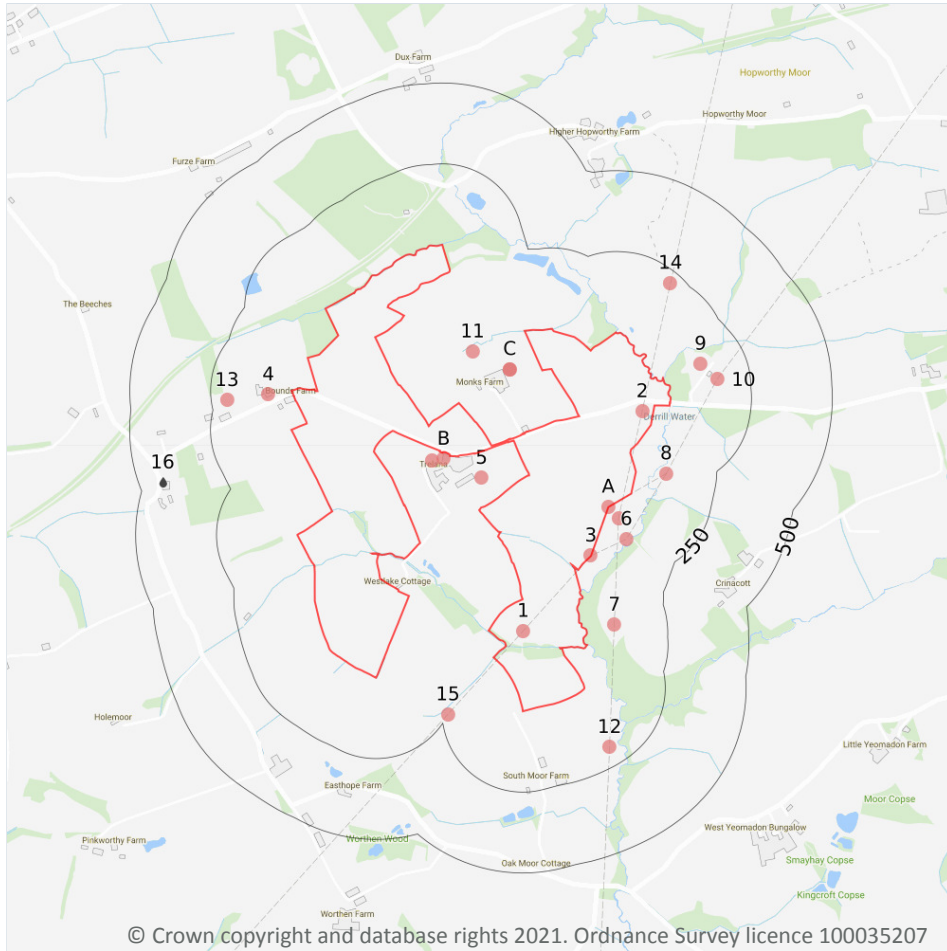 Dux Farm
Hopworthy Moor
Hopworthy Moor
Higher Hopworthy Farm
Furze Farm
14
The Beeches
11
C
9
13
4
Monks Farm
10
Bounds Farm
2
Derrill Water
16
B
5
8
A
6
3
250
500
Westlake Cottage
Crinacott
1
7
15
Holemoor
12
Little Yeomadon Farm
South Moor Farm
Easthope Farm
Moor Copse
West Yeomadon Bungalow
Pinkworthy Farm
Worthen Wood
Oak Moor Cottage
Smayhay Copse
Kingcroft Copse
Worthen Farm
© Crown copyright and database rights 2021. Ordnance Survey licence 100035207